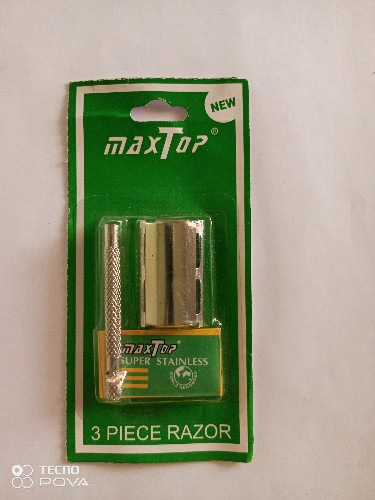 NEW
MAXTOP®
MAXTOP
SUPER STAINLESS
3 PIECE RAZOR
TECNO
POVA